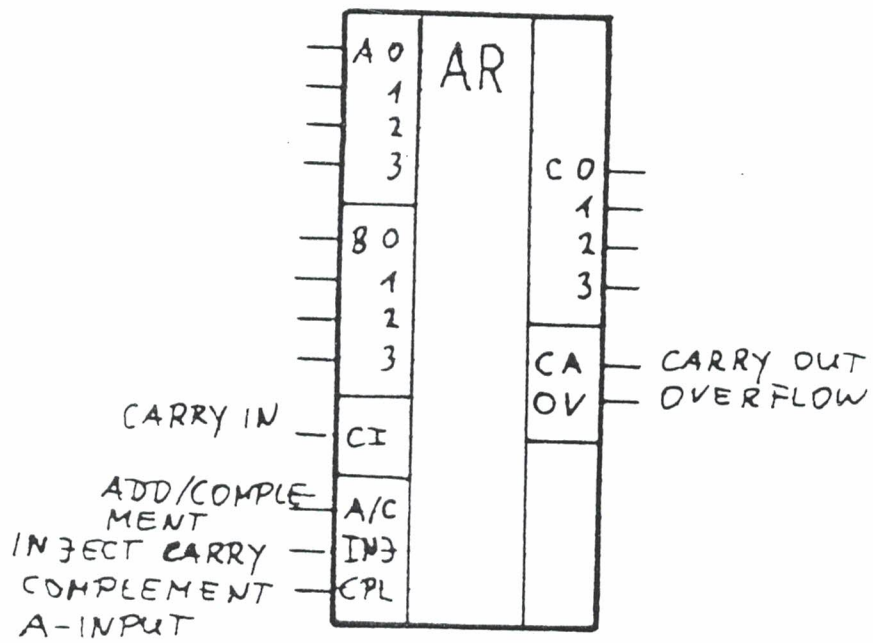 A 0
1
2
3
AR
C 0
1
2
3
B 0
1
2
3
CARRY IN
CI
CA
CARRY OUT
OV
OVERFLOW
ADD/COMPLE-
MENT
A/C
INJECT CARRY
INJ
COMPLEMENT
A-INPUT
CPL